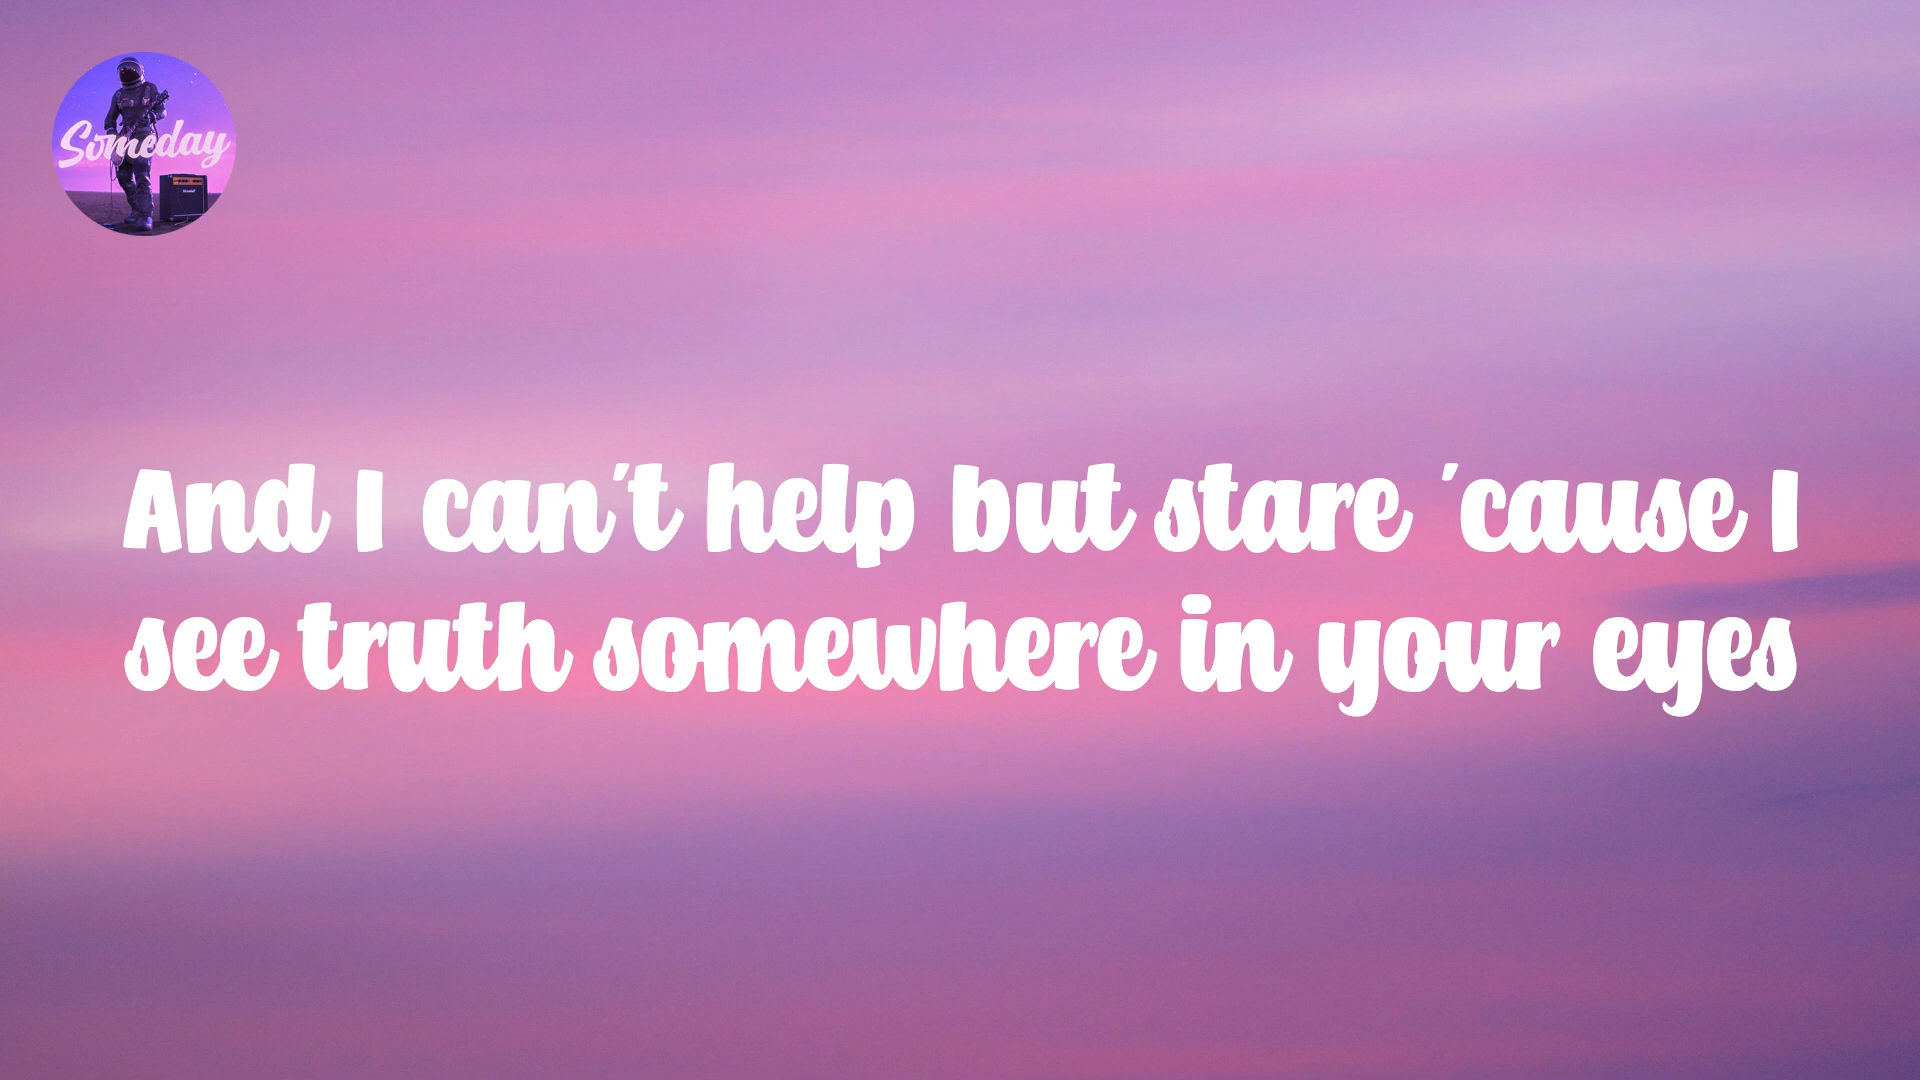 Someday
And I can't help but stare 'cause I
see truth somewhere in your eyes